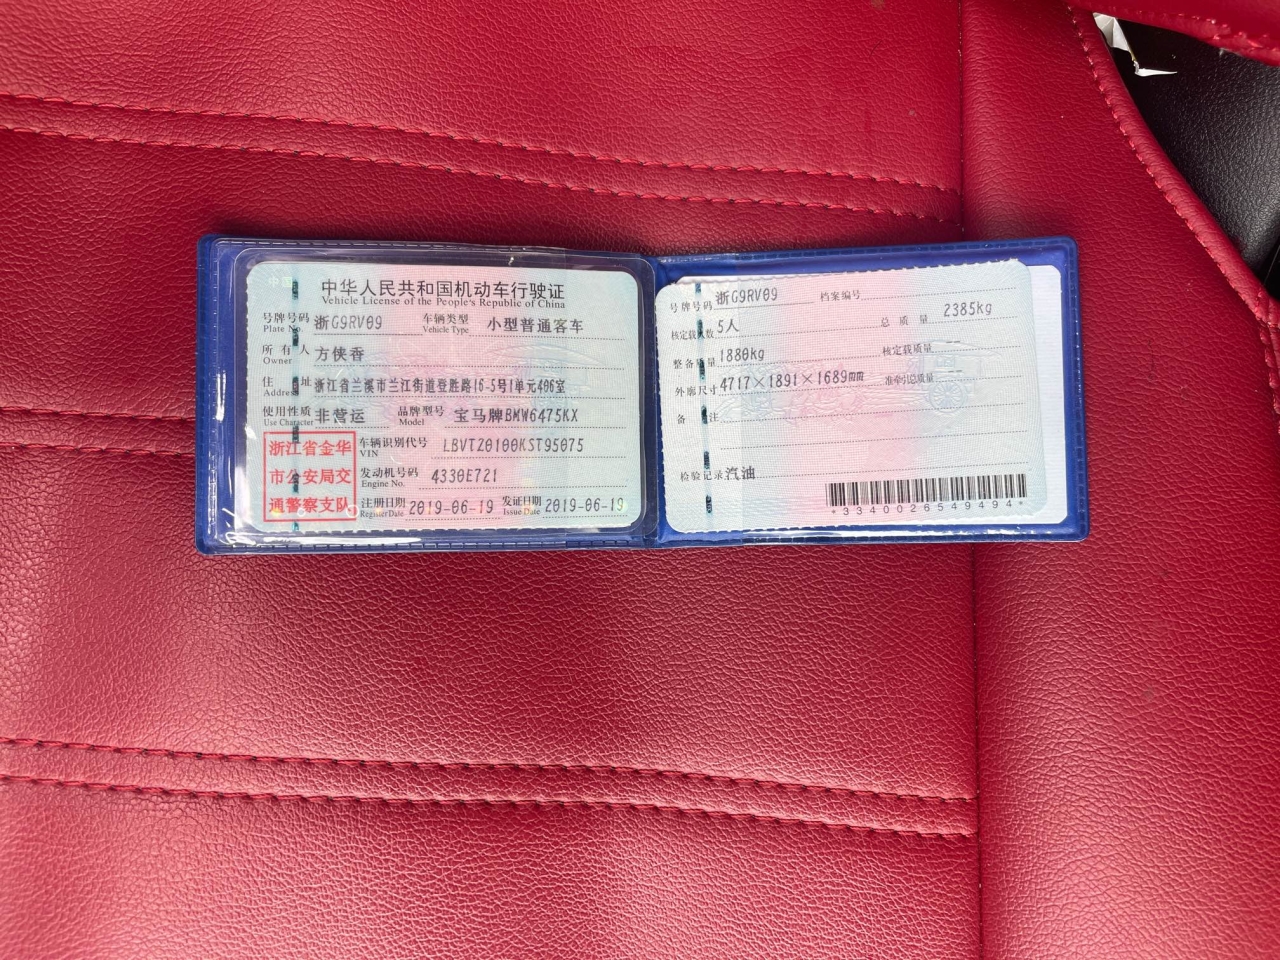 中国
中华人民共和国机动车行驶证
Vehicle License of the People's Republic of China
号牌号码 浙G9RV09 车辆类型 小型普通客车
Plate No. Vehicle Type
所有人 方侠香
Owner
住址 浙江省兰溪市兰江街道登胜路16-5号1单元406室
Address
使用性质 非营运 品牌型号 宝马牌BMW6475KX
Use Character Model
浙江省金华
市公安局交
通警察支队
车辆识别代号 LBVTZ0100KST95075
VIN
发动机号码 4330E721
Engine No.
注册日期 2019-06-19 发证日期 2019-06-19
Register Date Issue Date
号牌号码 浙G9RV09 档案编号
核定载人数 5人 总质量 2385kg
整备质量 1880kg 核定载质量 --
外廓尺寸 4717×1891×1689mm 准牵引总质量 --
备注
检验记录 汽油
*3340026549494*